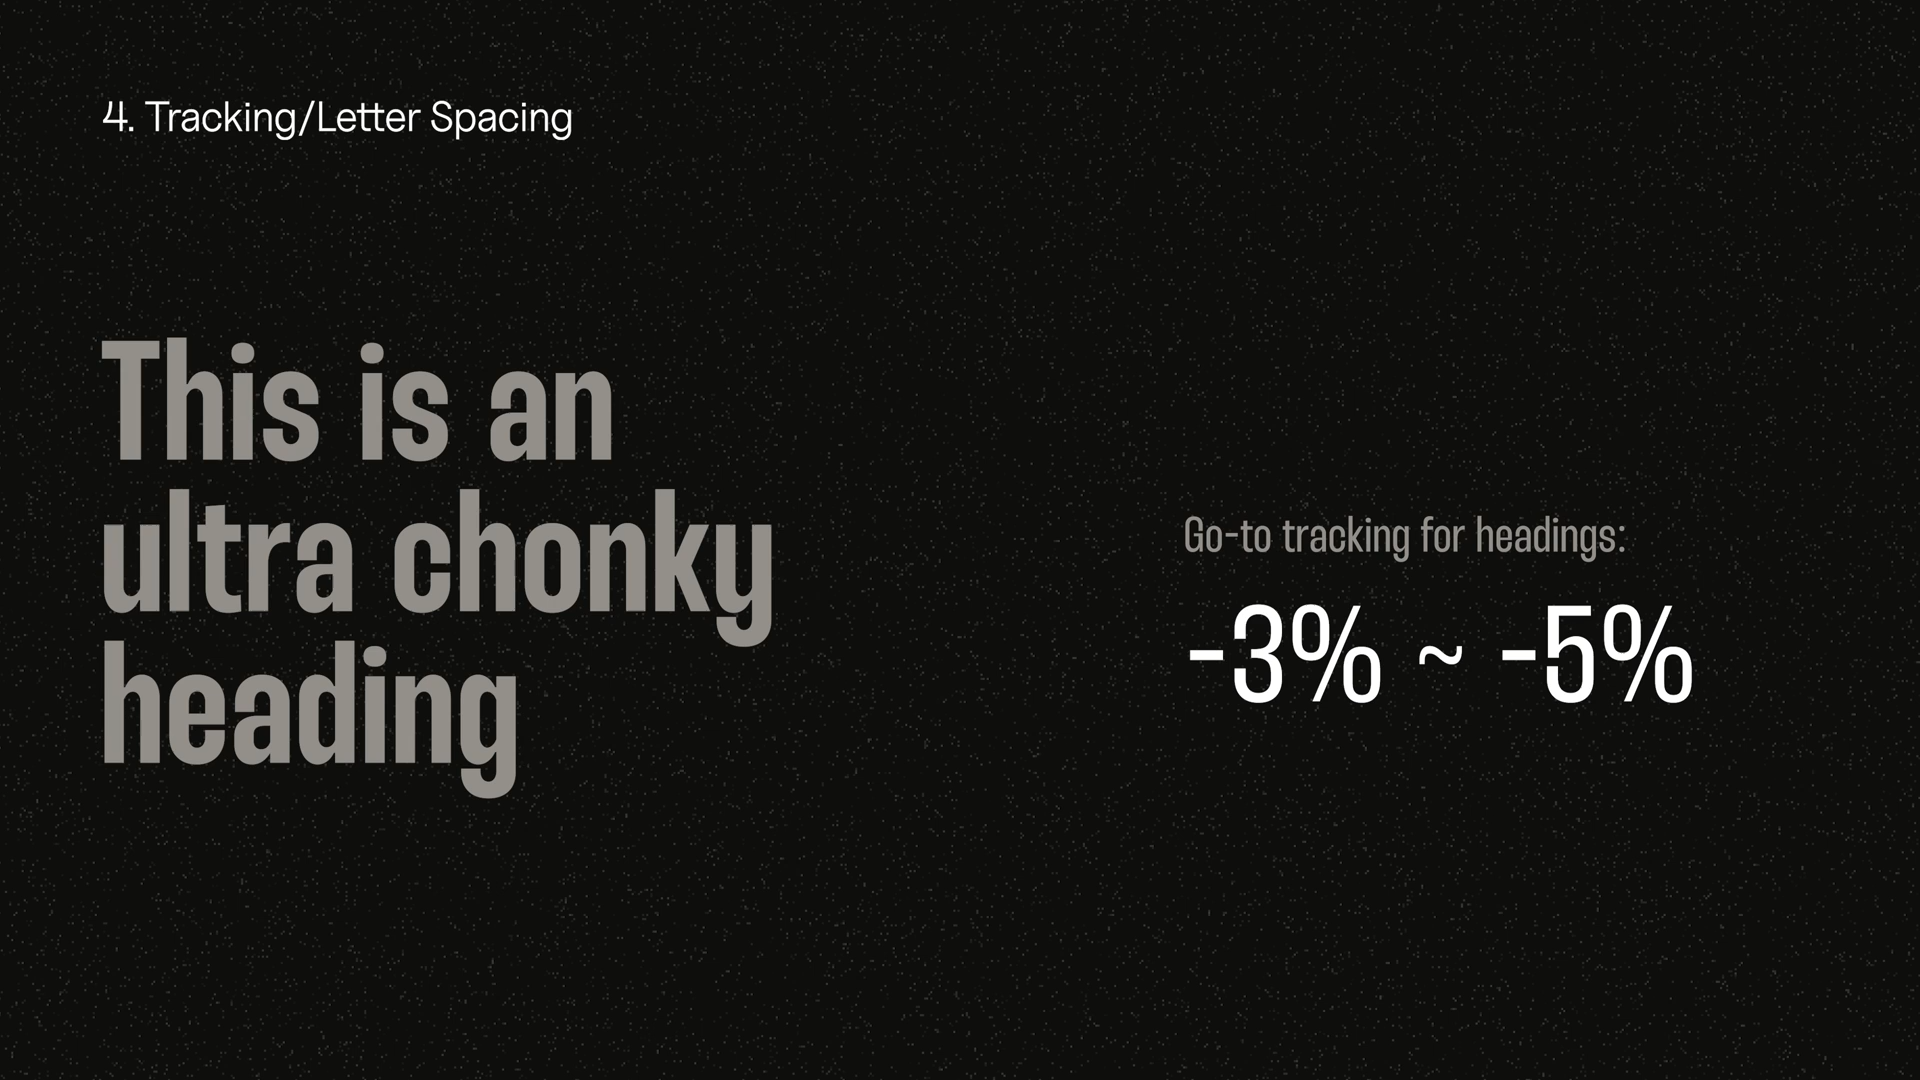 4. Tracking/Letter Spacing
This is an
ultra chonky
heading
Go-to tracking for headings:
-3% ~ -5%